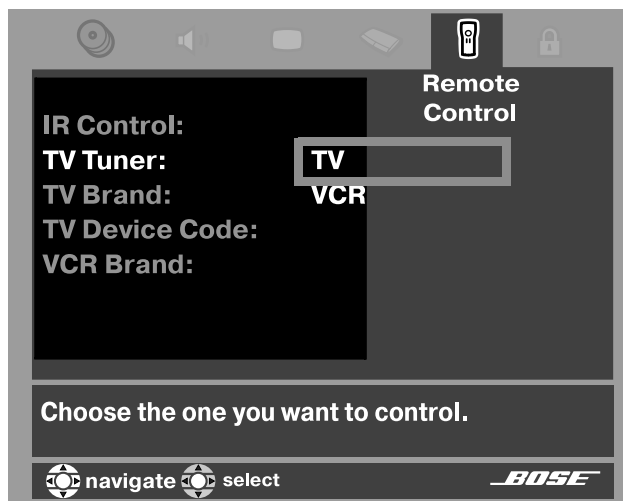 Remote
Control
IR Control:
TV Tuner: TV
TV Brand: VCR
TV Device Code:
VCR Brand:
Choose the one you want to control.
navigate select BOSE